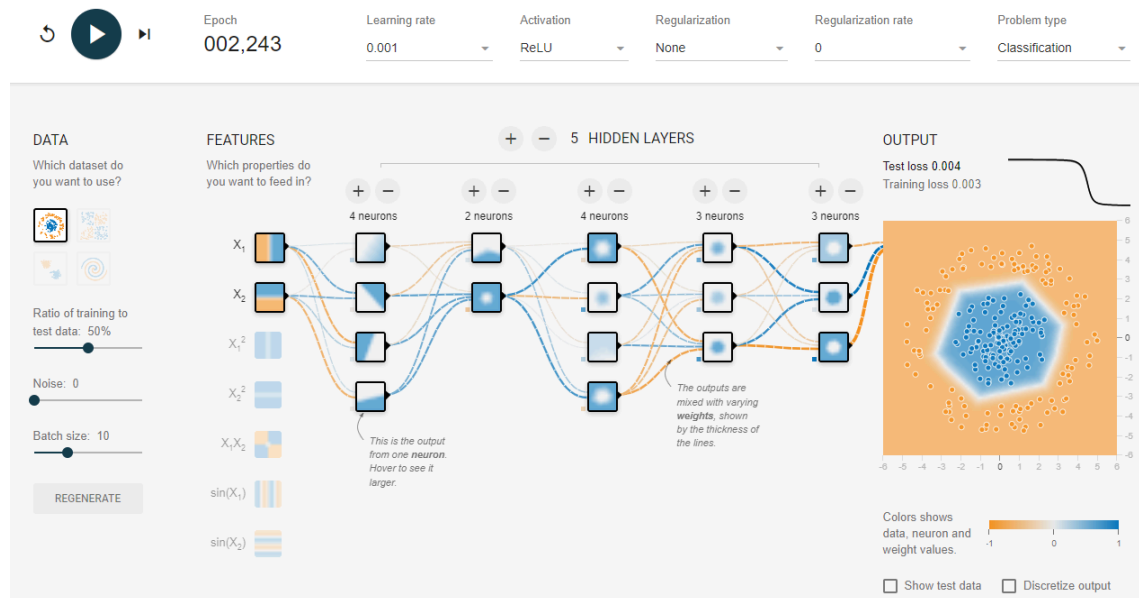 Epoch
002,243
Learning rate
0.001
Activation
ReLU
Regularization
None
Regularization rate
0
Problem type
Classification
DATA
Which dataset do
you want to use?
Ratio of training to
test data: 50%
Noise: 0
Batch size: 10
REGENERATE
FEATURES
Which properties do
you want to feed in?
X₁
X₂
X₁²
X₂²
X₁X₂
sin(X₁)
sin(X₂)
+ − 5 HIDDEN LAYERS
+ − + − + − + − + −
4 neurons
2 neurons
4 neurons
3 neurons
3 neurons
This is the output
from one neuron.
Hover to see it
larger.
The outputs are
mixed with varying
weights, shown
by the thickness of
the lines.
OUTPUT
Test loss 0.004
Training loss 0.003
6
5
4
3
2
1
0
-1
-2
-3
-4
-5
-6
-6 -5 -4 -3 -2 -1 0 1 2 3 4 5 6
Colors shows
data, neuron and
weight values.
-1 0 1
Show test data
Discretize output